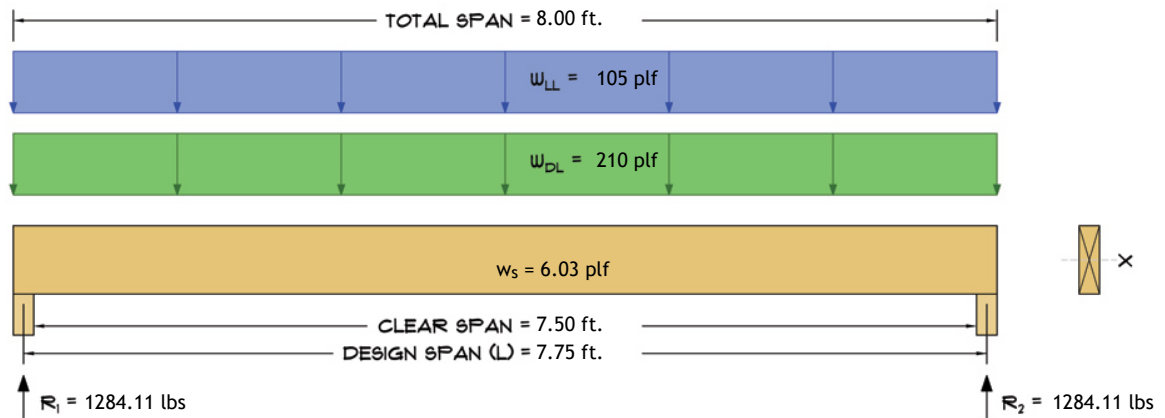 TOTAL SPAN = 8.00 ft.
WLL = 105 plf
WDL = 210 plf
ws = 6.03 plf
X
CLEAR SPAN = 7.50 ft.
DESIGN SPAN (L) = 7.75 ft.
R1 = 1284.11 lbs
R2 = 1284.11 lbs